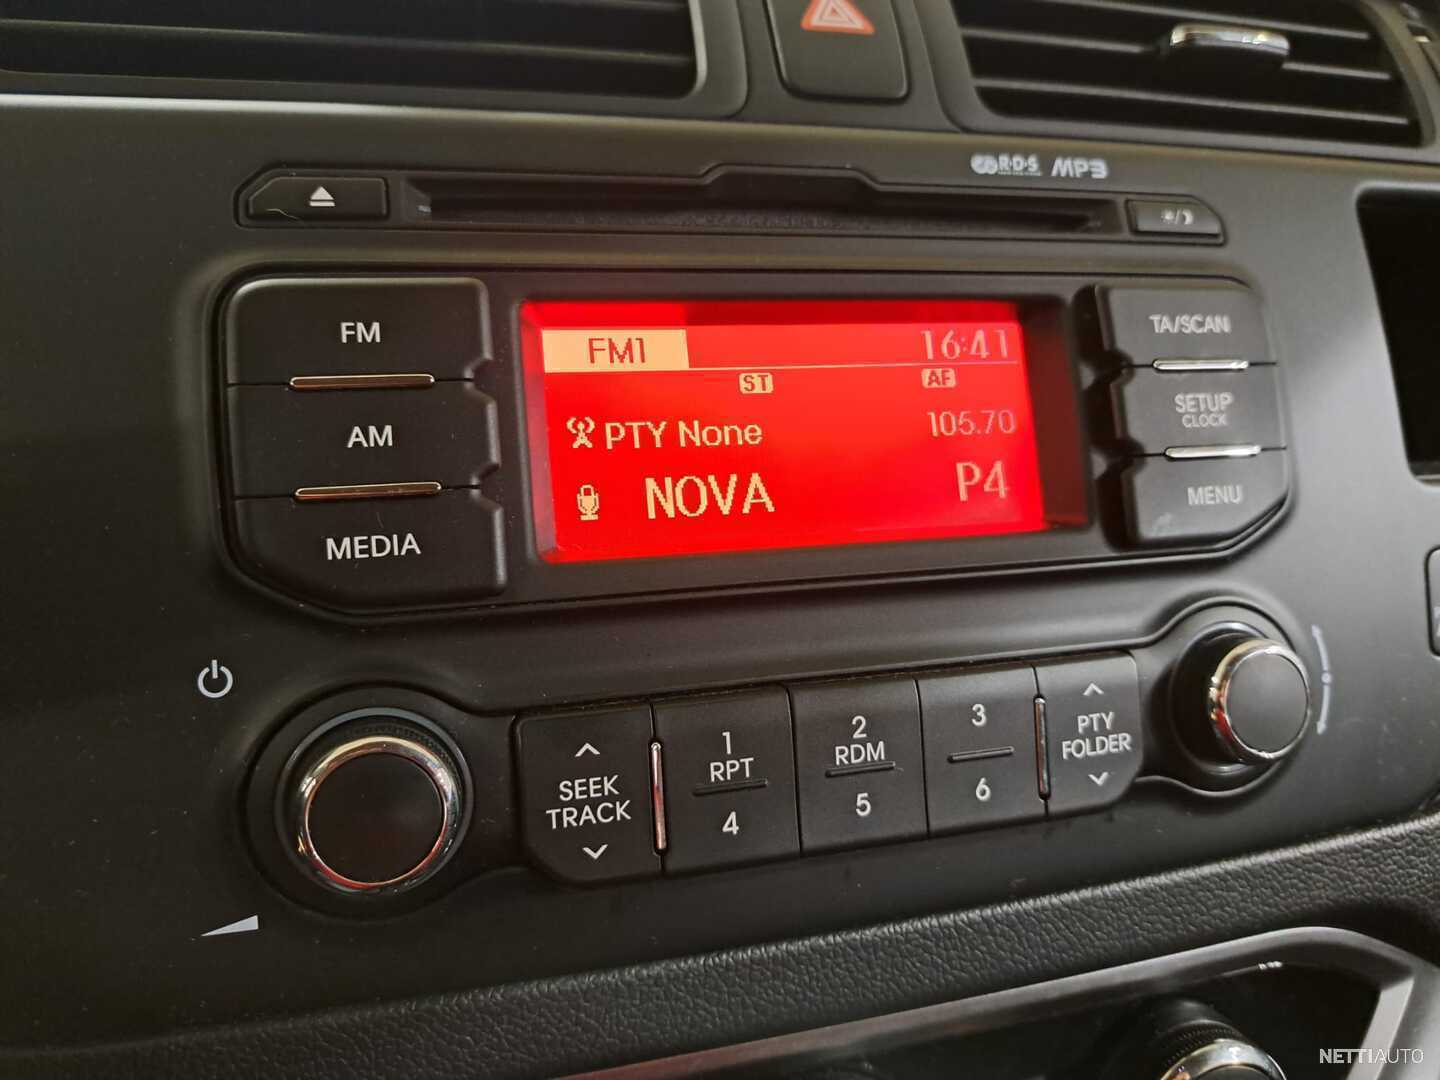 R·D·S MP3
FM
AM
MEDIA
FM1 16:41
ST AF
PTY None 105.70
NOVA P4
TA/SCAN
SETUP
CLOCK
MENU
SEEK
TRACK
1
RPT
4
2
RDM
5
3
6
PTY
FOLDER
NETTIAUTO